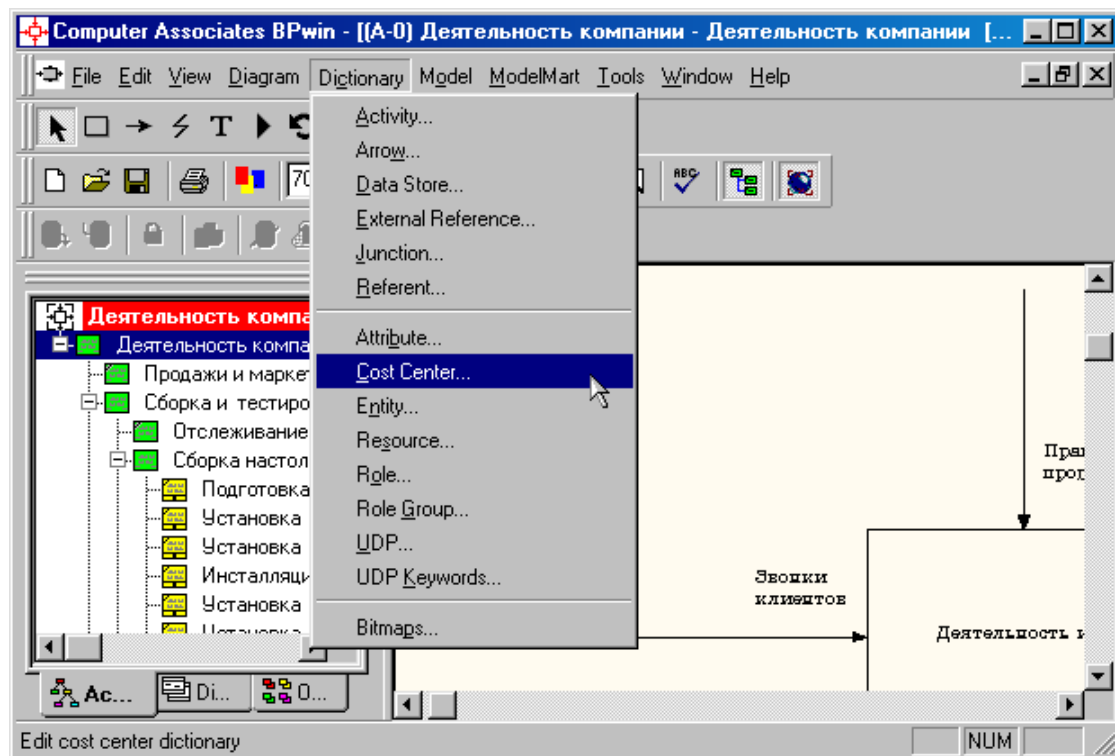 Computer Associates BPwin - [(A-0) Деятельность компании - Деятельность компании [...
File Edit View Diagram Dictionary Model ModelMart Tools Window Help
T
ABC
Activity...
Arrow...
Data Store...
External Reference...
Junction...
Referent...
Attribute...
Cost Center...
Entity...
Resource...
Role...
Role Group...
UDP...
UDP Keywords...
Bitmaps...
Деятельность компа
Деятельность компа
Продажи и марке
Сборка и тестиро
Отслеживание
Сборка настол
Подготовка
Установка
Установка
Инсталляци
Установка
Установка
Звонки
клиентов
Деятельность к
Ac...
Di...
O...
Edit cost center dictionary
NUM